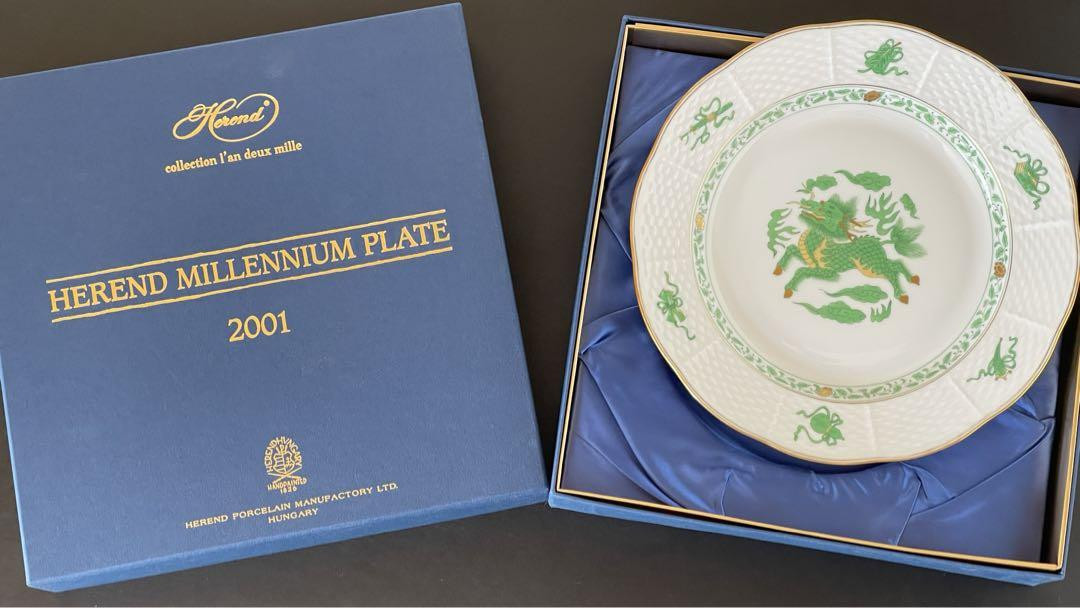 Herend
collection l'an deux mille
HEREND MILLENNIUM PLATE
2001
HEREND HUNGARY
HANDPAINTED
1826
HEREND PORCELAIN MANUFACTORY LTD.
HUNGARY